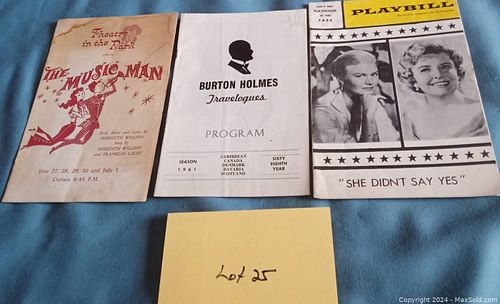 Theatre
in the Park
THE MUSIC MAN
Book, Music and Lyrics by
MEREDITH WILLSON
Story by
MEREDITH WILLSON
and FRANKLIN LACEY
June 27, 28, 29, 30 and July 1
Curtain 8:45 P.M.
BURTON HOLMES
Travelogues
PROGRAM
SEASON
1961
CARIBBEAN
CANADA
DENMARK
BAVARIA
SCOTLAND
SIXTY
EIGHTH
YEAR
PLAYHOUSE
IN THE
PARK
PLAYBILL
"SHE DIDNT SAY YES"
Lot 25
Copyright 2024 - MaxSold.com